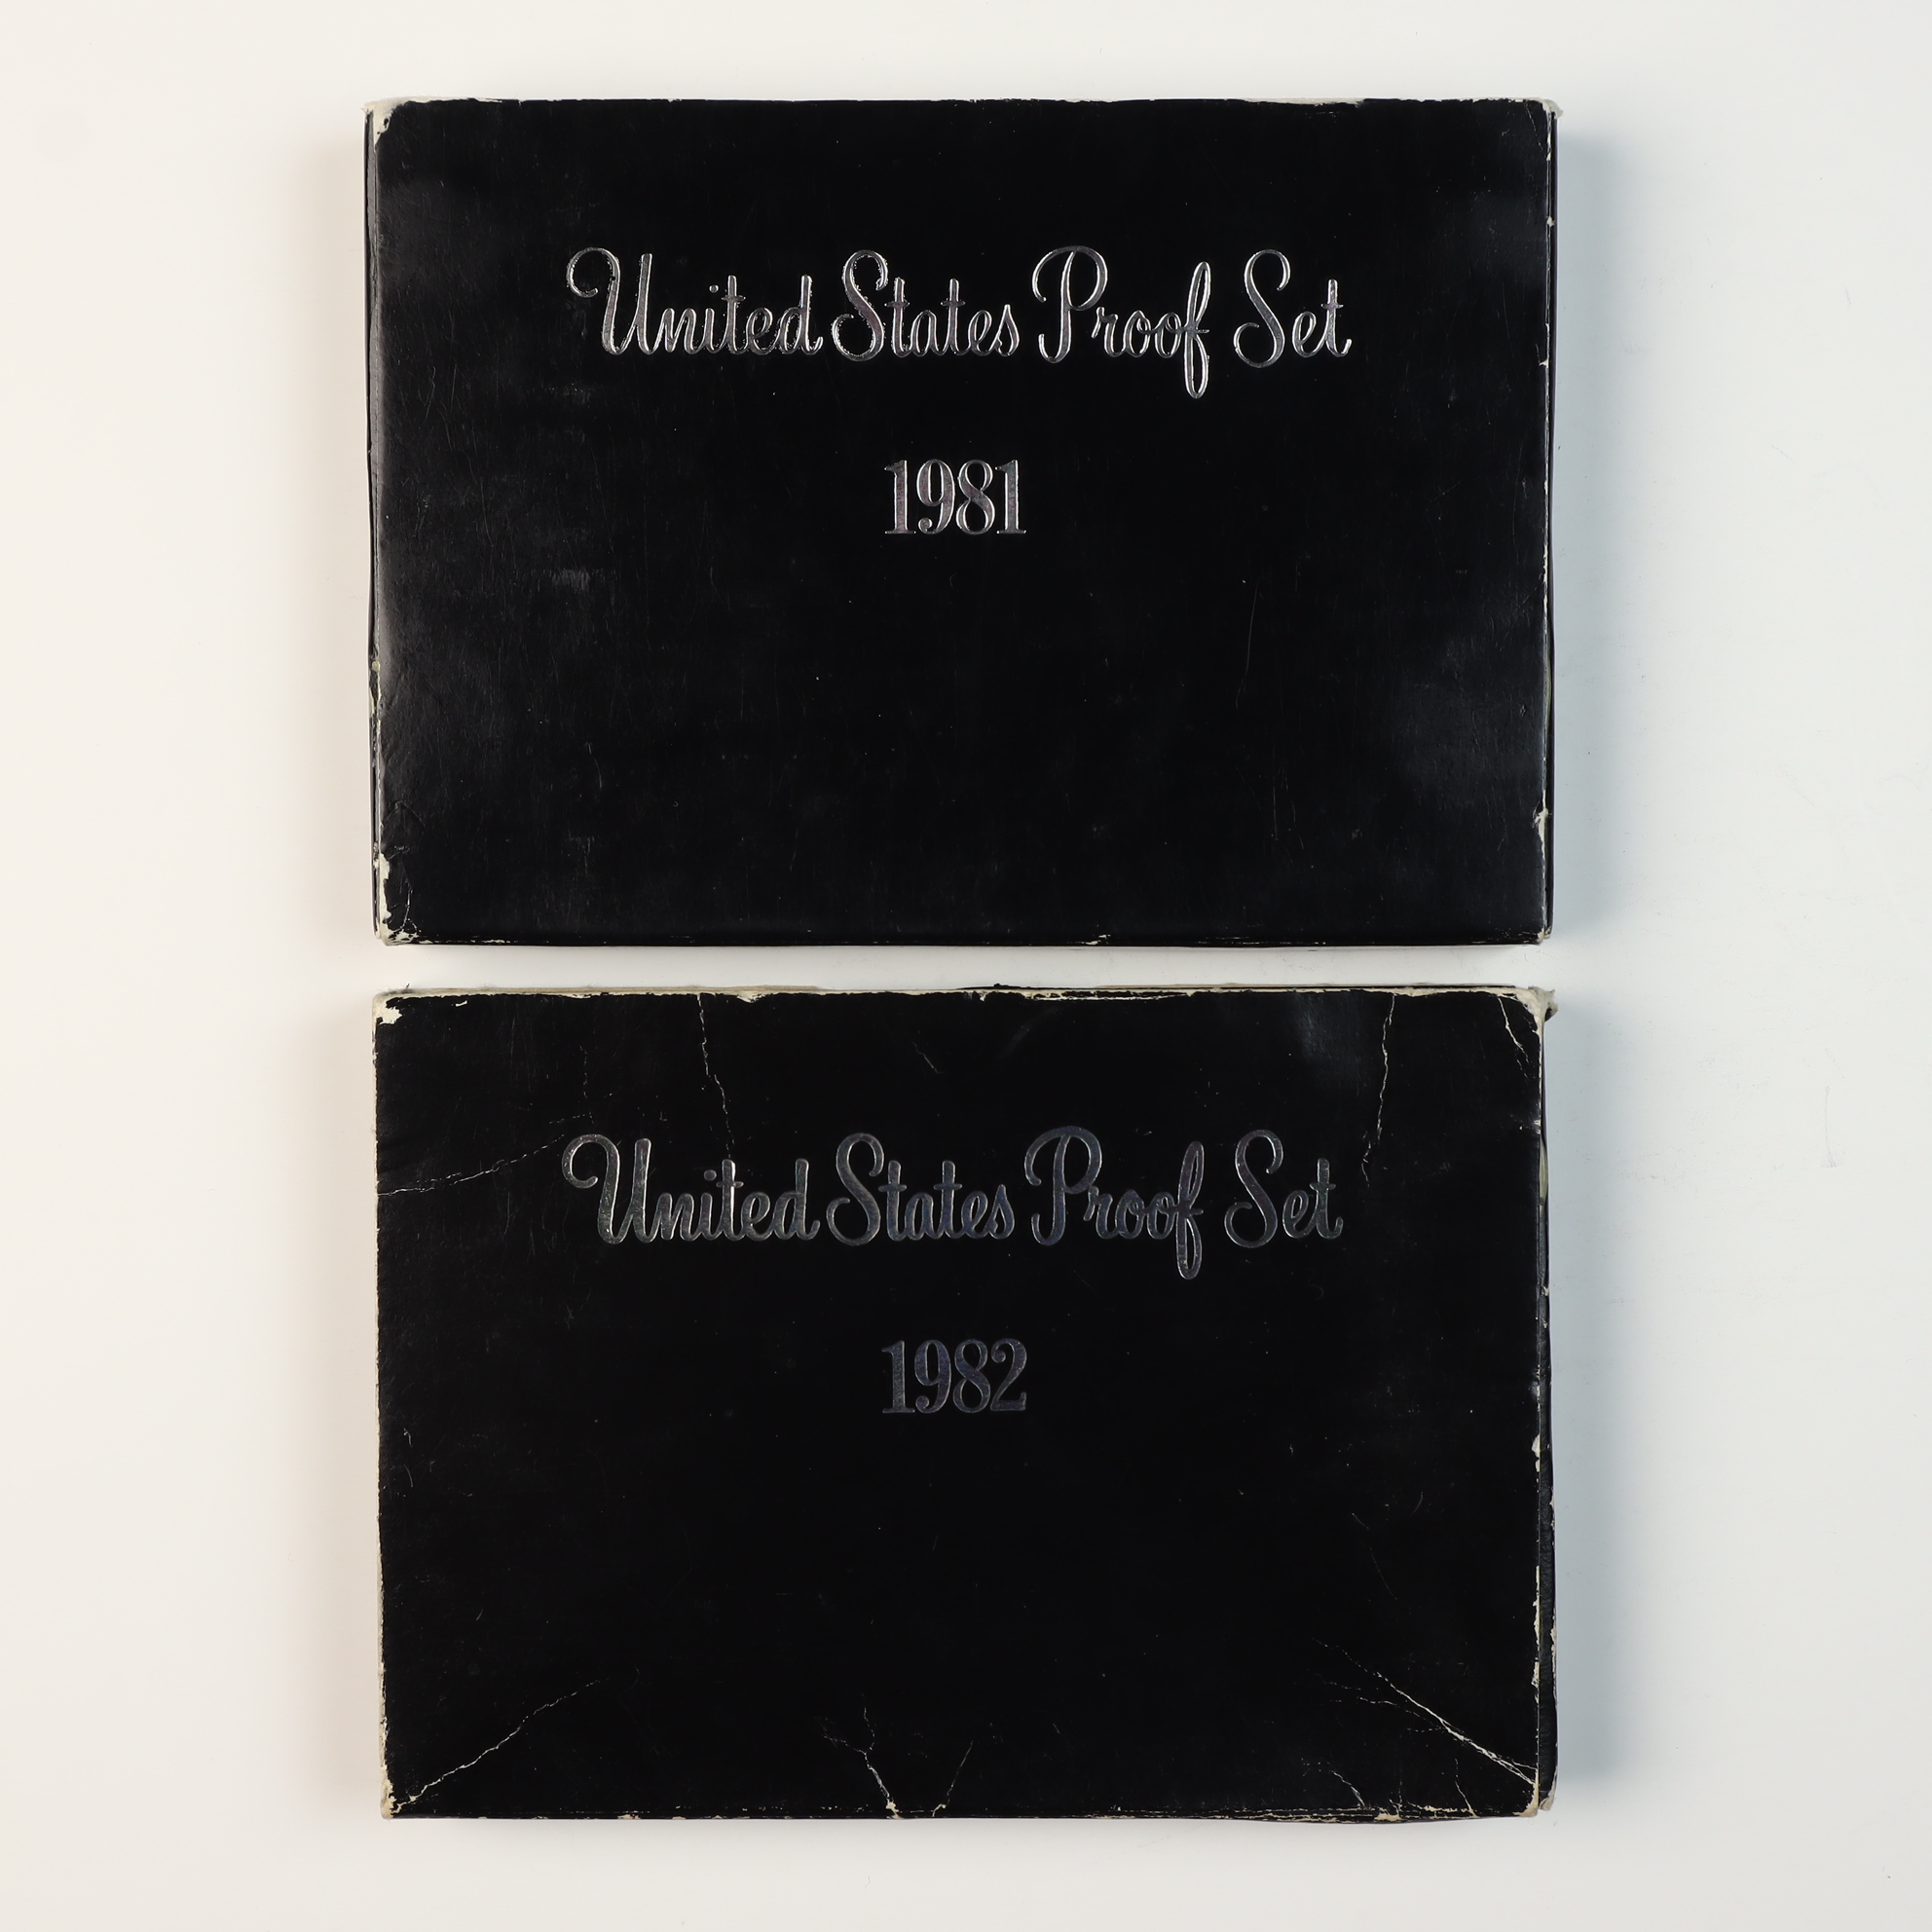 United States Proof Set
1981
United States Proof Set
1982